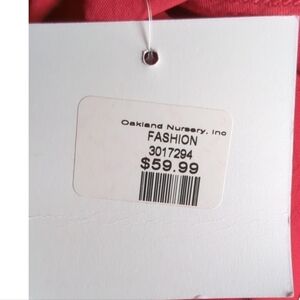 Oakland Nursery, Inc
FASHION
3017294
$59.99